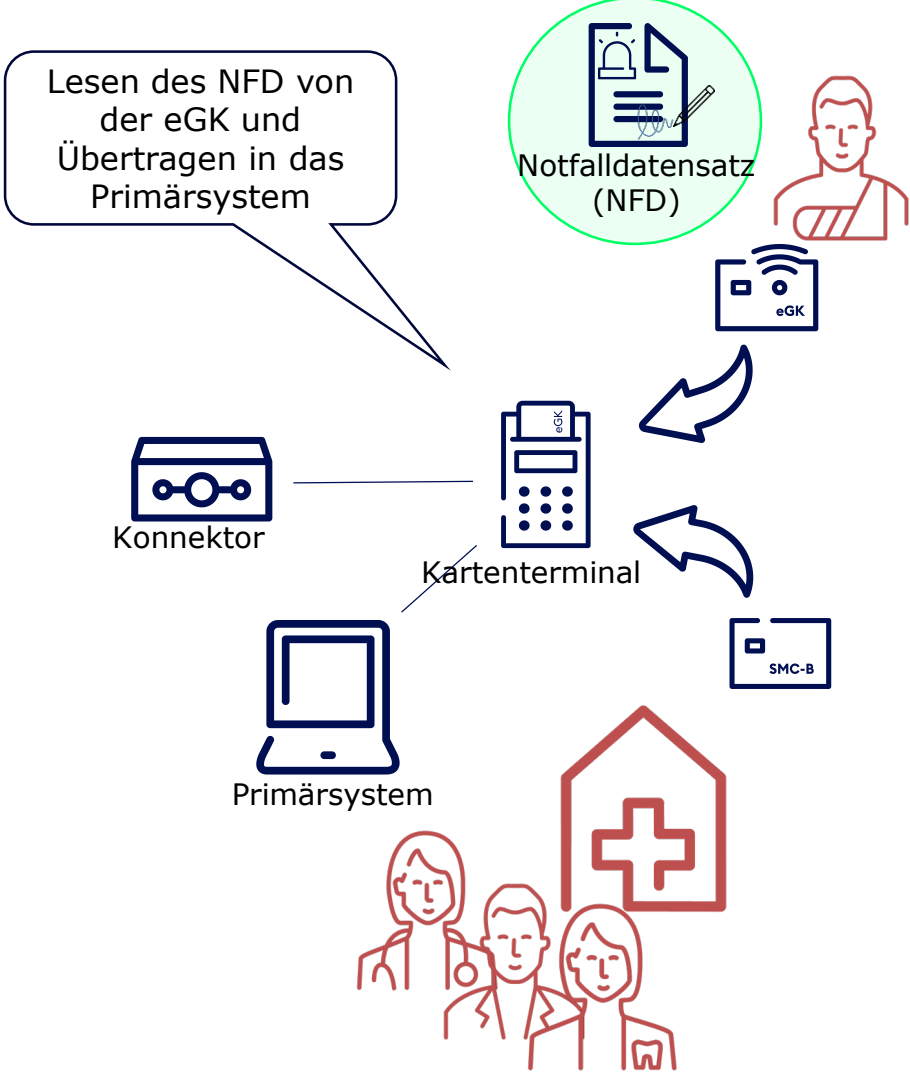 Lesen des NFD von
der eGK und
Übertragen in das
Primärsystem
Notfalldatensatz
(NFD)
eGK
eGK
Konnektor
Kartenterminal
SMC-B
Primärsystem